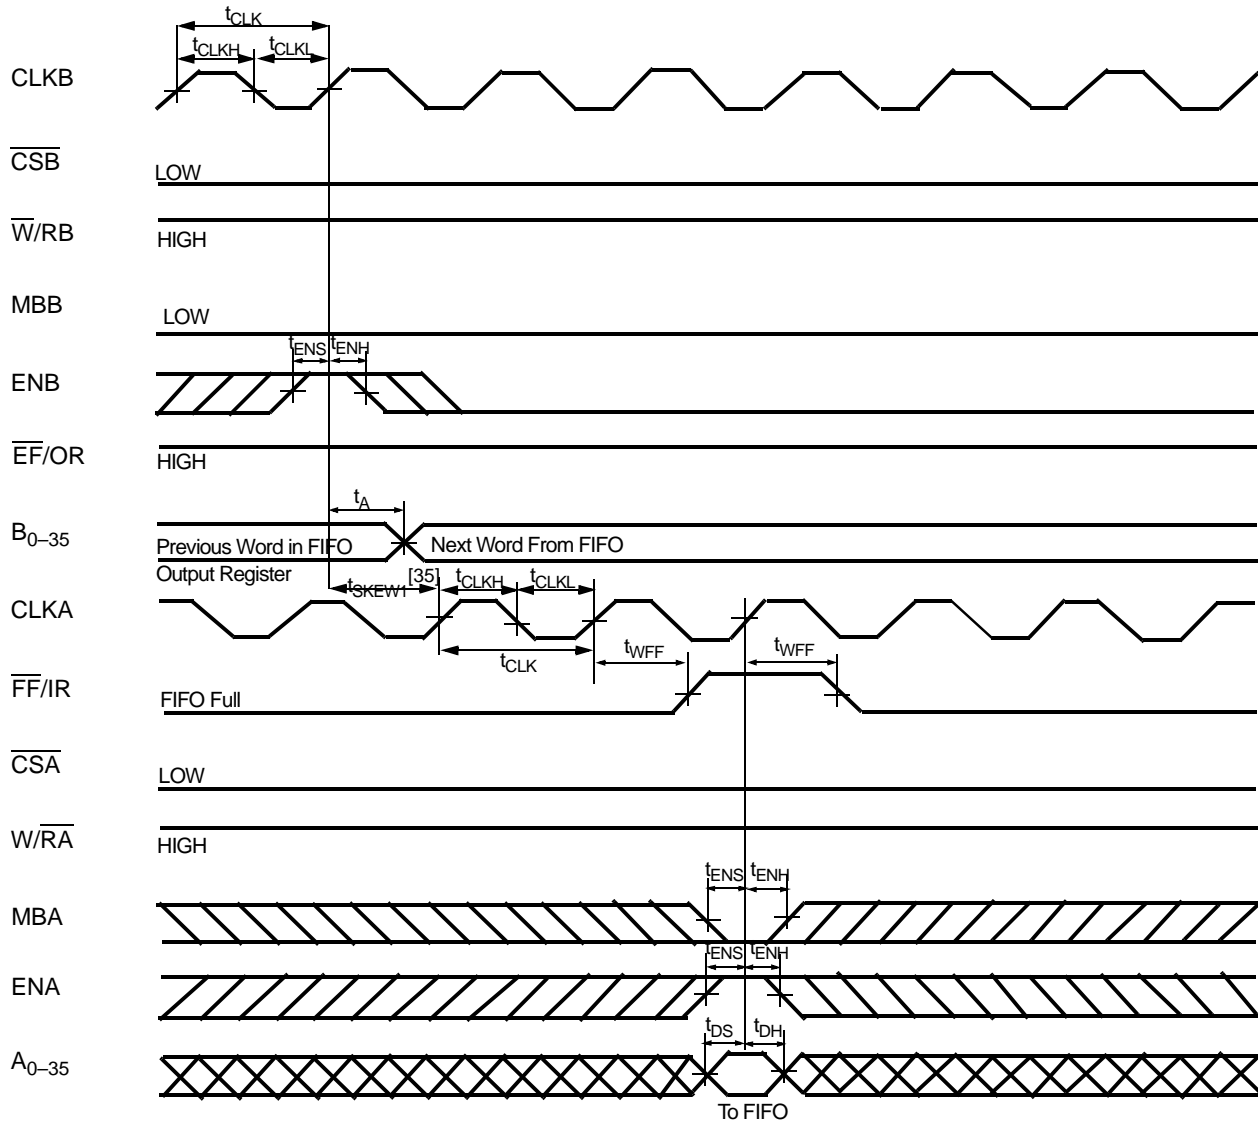 tCLK
tCLKH tCLKL
CLKB
CSB
LOW
W/RB
HIGH
MBB
LOW
tENS tENH
ENB
EF/OR
HIGH
tA
B0–35
Previous Word in FIFO Next Word From FIFO
Output Register
tSKEW1[35] tCLKH tCLKL
CLKA
tCLK tWFF tWFF
FF/IR
FIFO Full
CSA
LOW
W/RA
HIGH
tENS tENH
MBA
tENS tENH
ENA
tDS tDH
A0–35
To FIFO